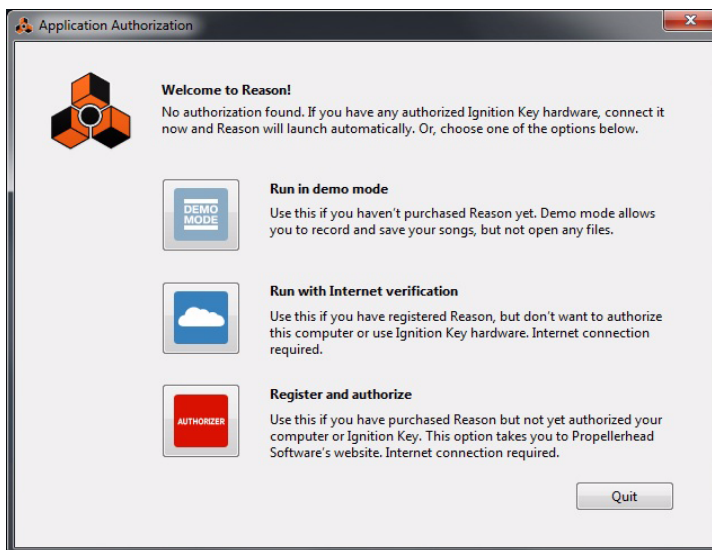 Application Authorization
Welcome to Reason!
No authorization found. If you have any authorized Ignition Key hardware, connect it
now and Reason will launch automatically. Or, choose one of the options below.
DEMO
MODE
Run in demo mode
Use this if you haven't purchased Reason yet. Demo mode allows
you to record and save your songs, but not open any files.
Run with Internet verification
Use this if you have registered Reason, but don't want to authorize
this computer or use Ignition Key hardware. Internet connection
required.
AUTHORIZER
Register and authorize
Use this if you have purchased Reason but not yet authorized your
computer or Ignition Key. This option takes you to Propellerhead
Software's website. Internet connection required.
Quit